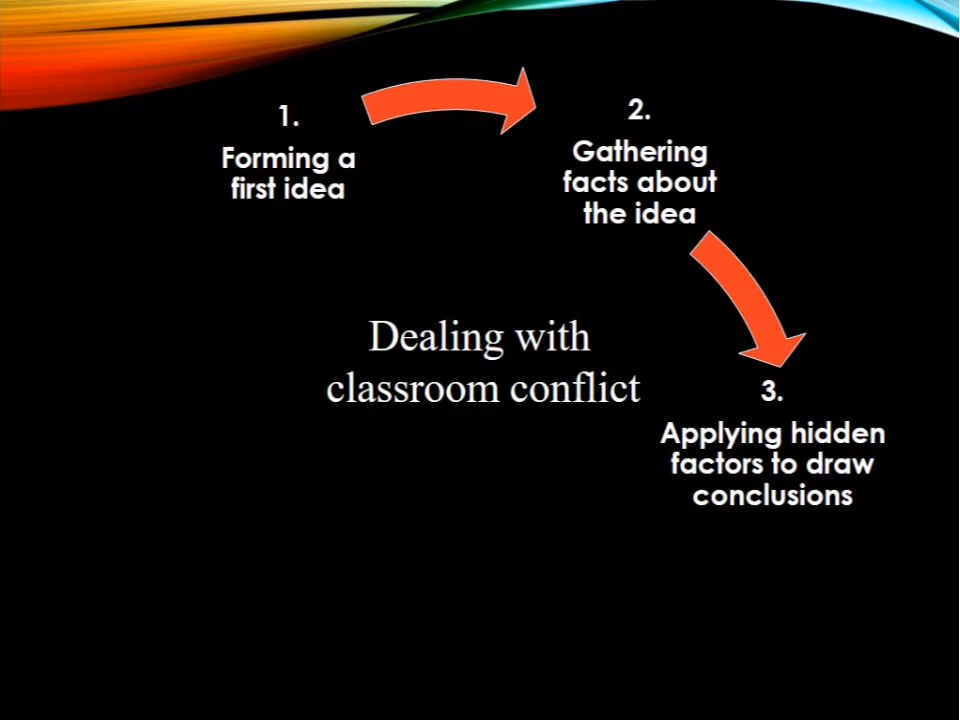 1.
Forming a
first idea
2.
Gathering
facts about
the idea
Dealing with
classroom conflict
3.
Applying hidden
factors to draw
conclusions